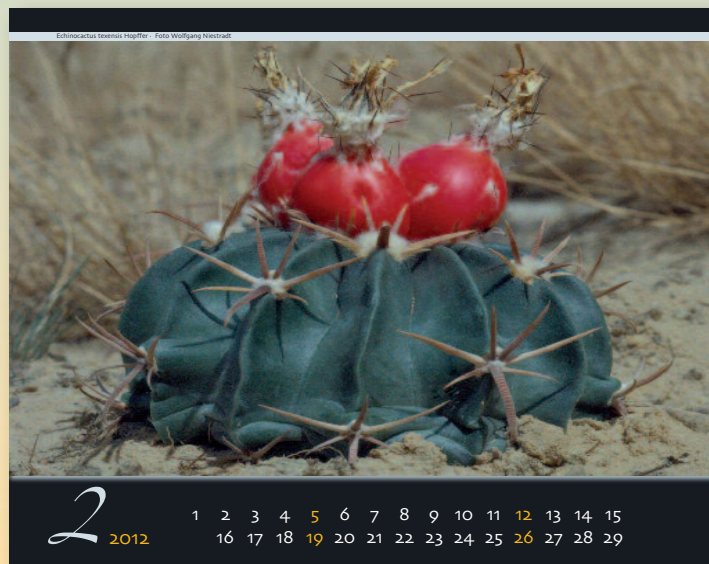 Echinocactus texensis Hopffer · Foto Wolfgang Niestradt
2 2012
1 2 3 4 5 6 7 8 9 10 11 12 13 14 15
16 17 18 19 20 21 22 23 24 25 26 27 28 29